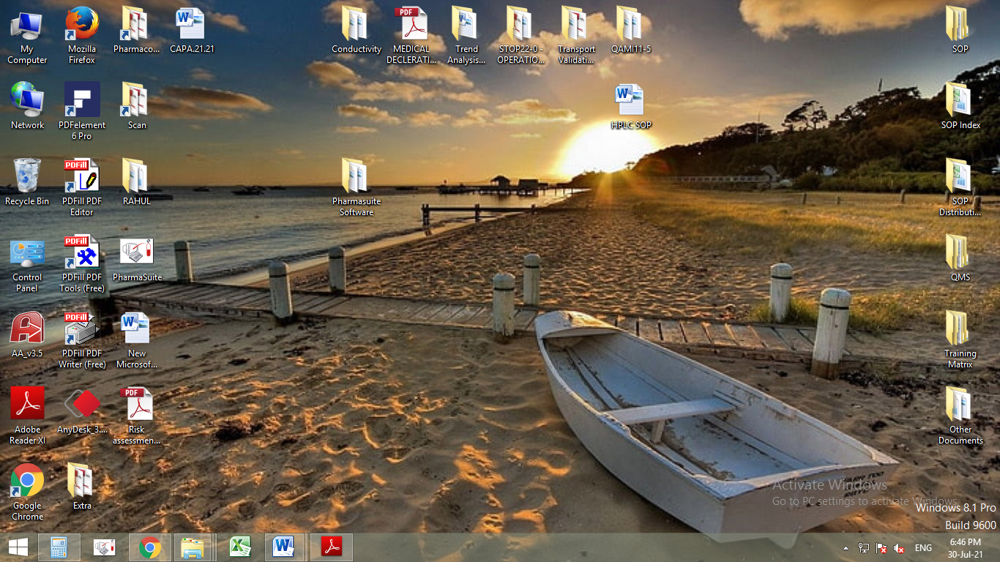 My
Computer
Mozilla
Firefox
Pharmaco...
CAPA.21.21
Conductivity
PDF
MEDICAL
DECLERATI...
Trend
Analysis...
STOP22-0 -
OPERATIO...
Transport
Validati...
QAMI11-5
SOP
Network
PDFelement
6 Pro
Scan
HPLC SOP
SOP Index
Recycle Bin
PDFill
PDFill PDF
Editor
RAHUL
Pharmasuite
Software
SOP
Distributi...
Control
Panel
PDFill
PDFill PDF
Tools (Free)
PharmaSuite
QMS
AA_v3.5
PDFill
PDFill PDF
Writer (Free)
New
Microsof...
Training
Matrix
Adobe
Reader XI
AnyDesk_3....
PDF
Risk
assessmen...
Other
Documents
Google
Chrome
Extra
Activate Windows
Go to PC settings to activate Windows.
Windows 8.1 Pro
Build 9600
ENG
6:46 PM
30-Jul-21